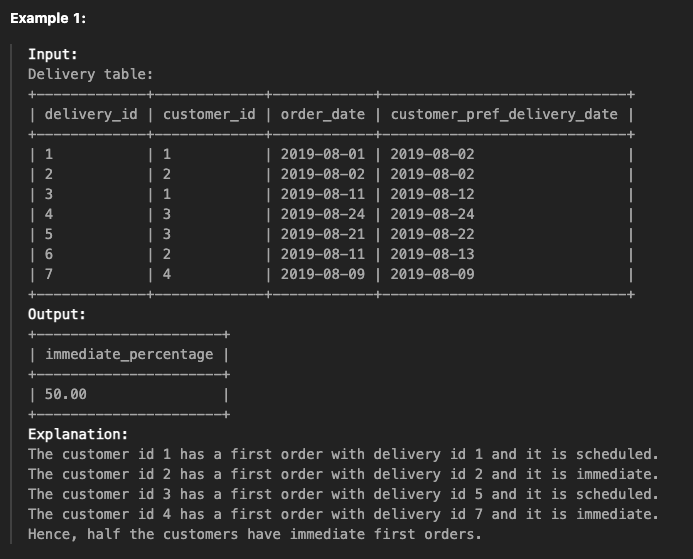 Example 1:
Input:
Delivery table:
+-------------+-------------+------------+-----------------------------+
| delivery_id | customer_id | order_date | customer_pref_delivery_date |
+-------------+-------------+------------+-----------------------------+
| 1           | 1           | 2019-08-01 | 2019-08-02                  |
| 2           | 2           | 2019-08-02 | 2019-08-02                  |
| 3           | 1           | 2019-08-11 | 2019-08-12                  |
| 4           | 3           | 2019-08-24 | 2019-08-24                  |
| 5           | 3           | 2019-08-21 | 2019-08-22                  |
| 6           | 2           | 2019-08-11 | 2019-08-13                  |
| 7           | 4           | 2019-08-09 | 2019-08-09                  |
+-------------+-------------+------------+-----------------------------+
Output:
+----------------------+
| immediate_percentage |
+----------------------+
| 50.00                |
+----------------------+
Explanation:
The customer id 1 has a first order with delivery id 1 and it is scheduled.
The customer id 2 has a first order with delivery id 2 and it is immediate.
The customer id 3 has a first order with delivery id 5 and it is scheduled.
The customer id 4 has a first order with delivery id 7 and it is immediate.
Hence, half the customers have immediate first orders.